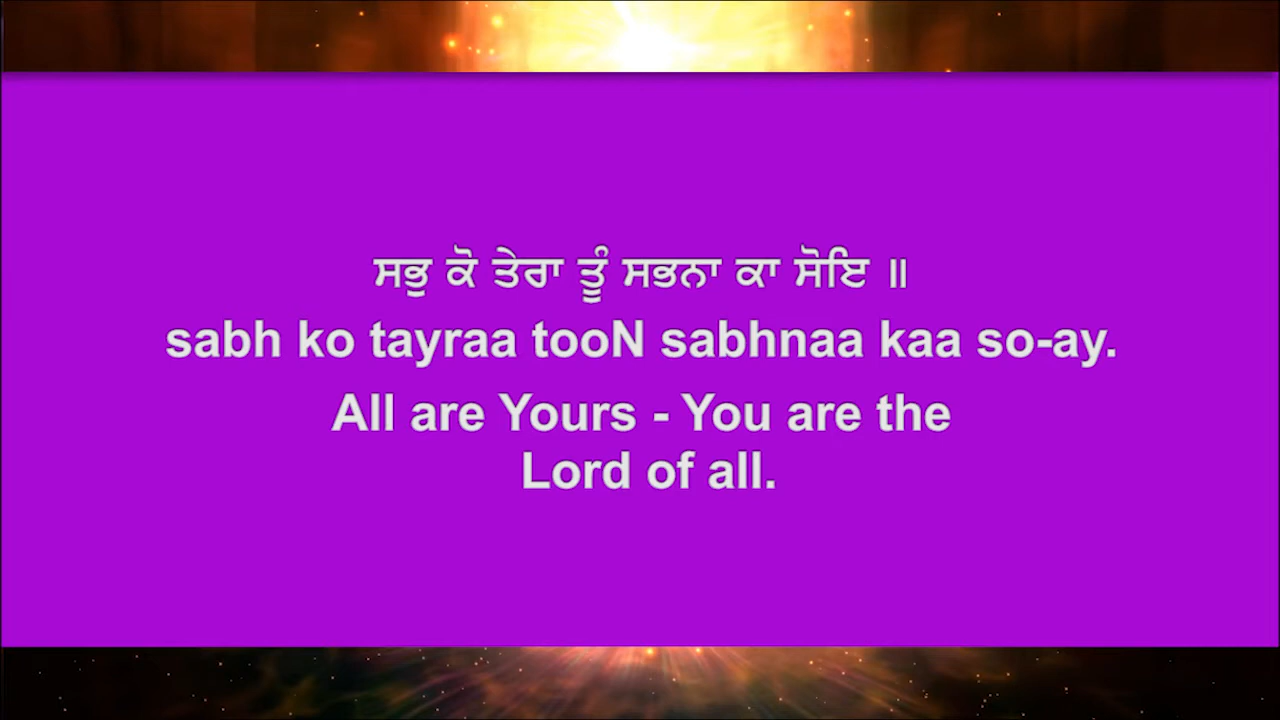 ਸਭੁ ਕੋ ਤੇਰਾ ਤੂੰ ਸਭਨਾ ਕਾ ਸੋਇ ॥
sabh ko tayraa tooN sabhnaa kaa so-ay.
All are Yours - You are the
Lord of all.